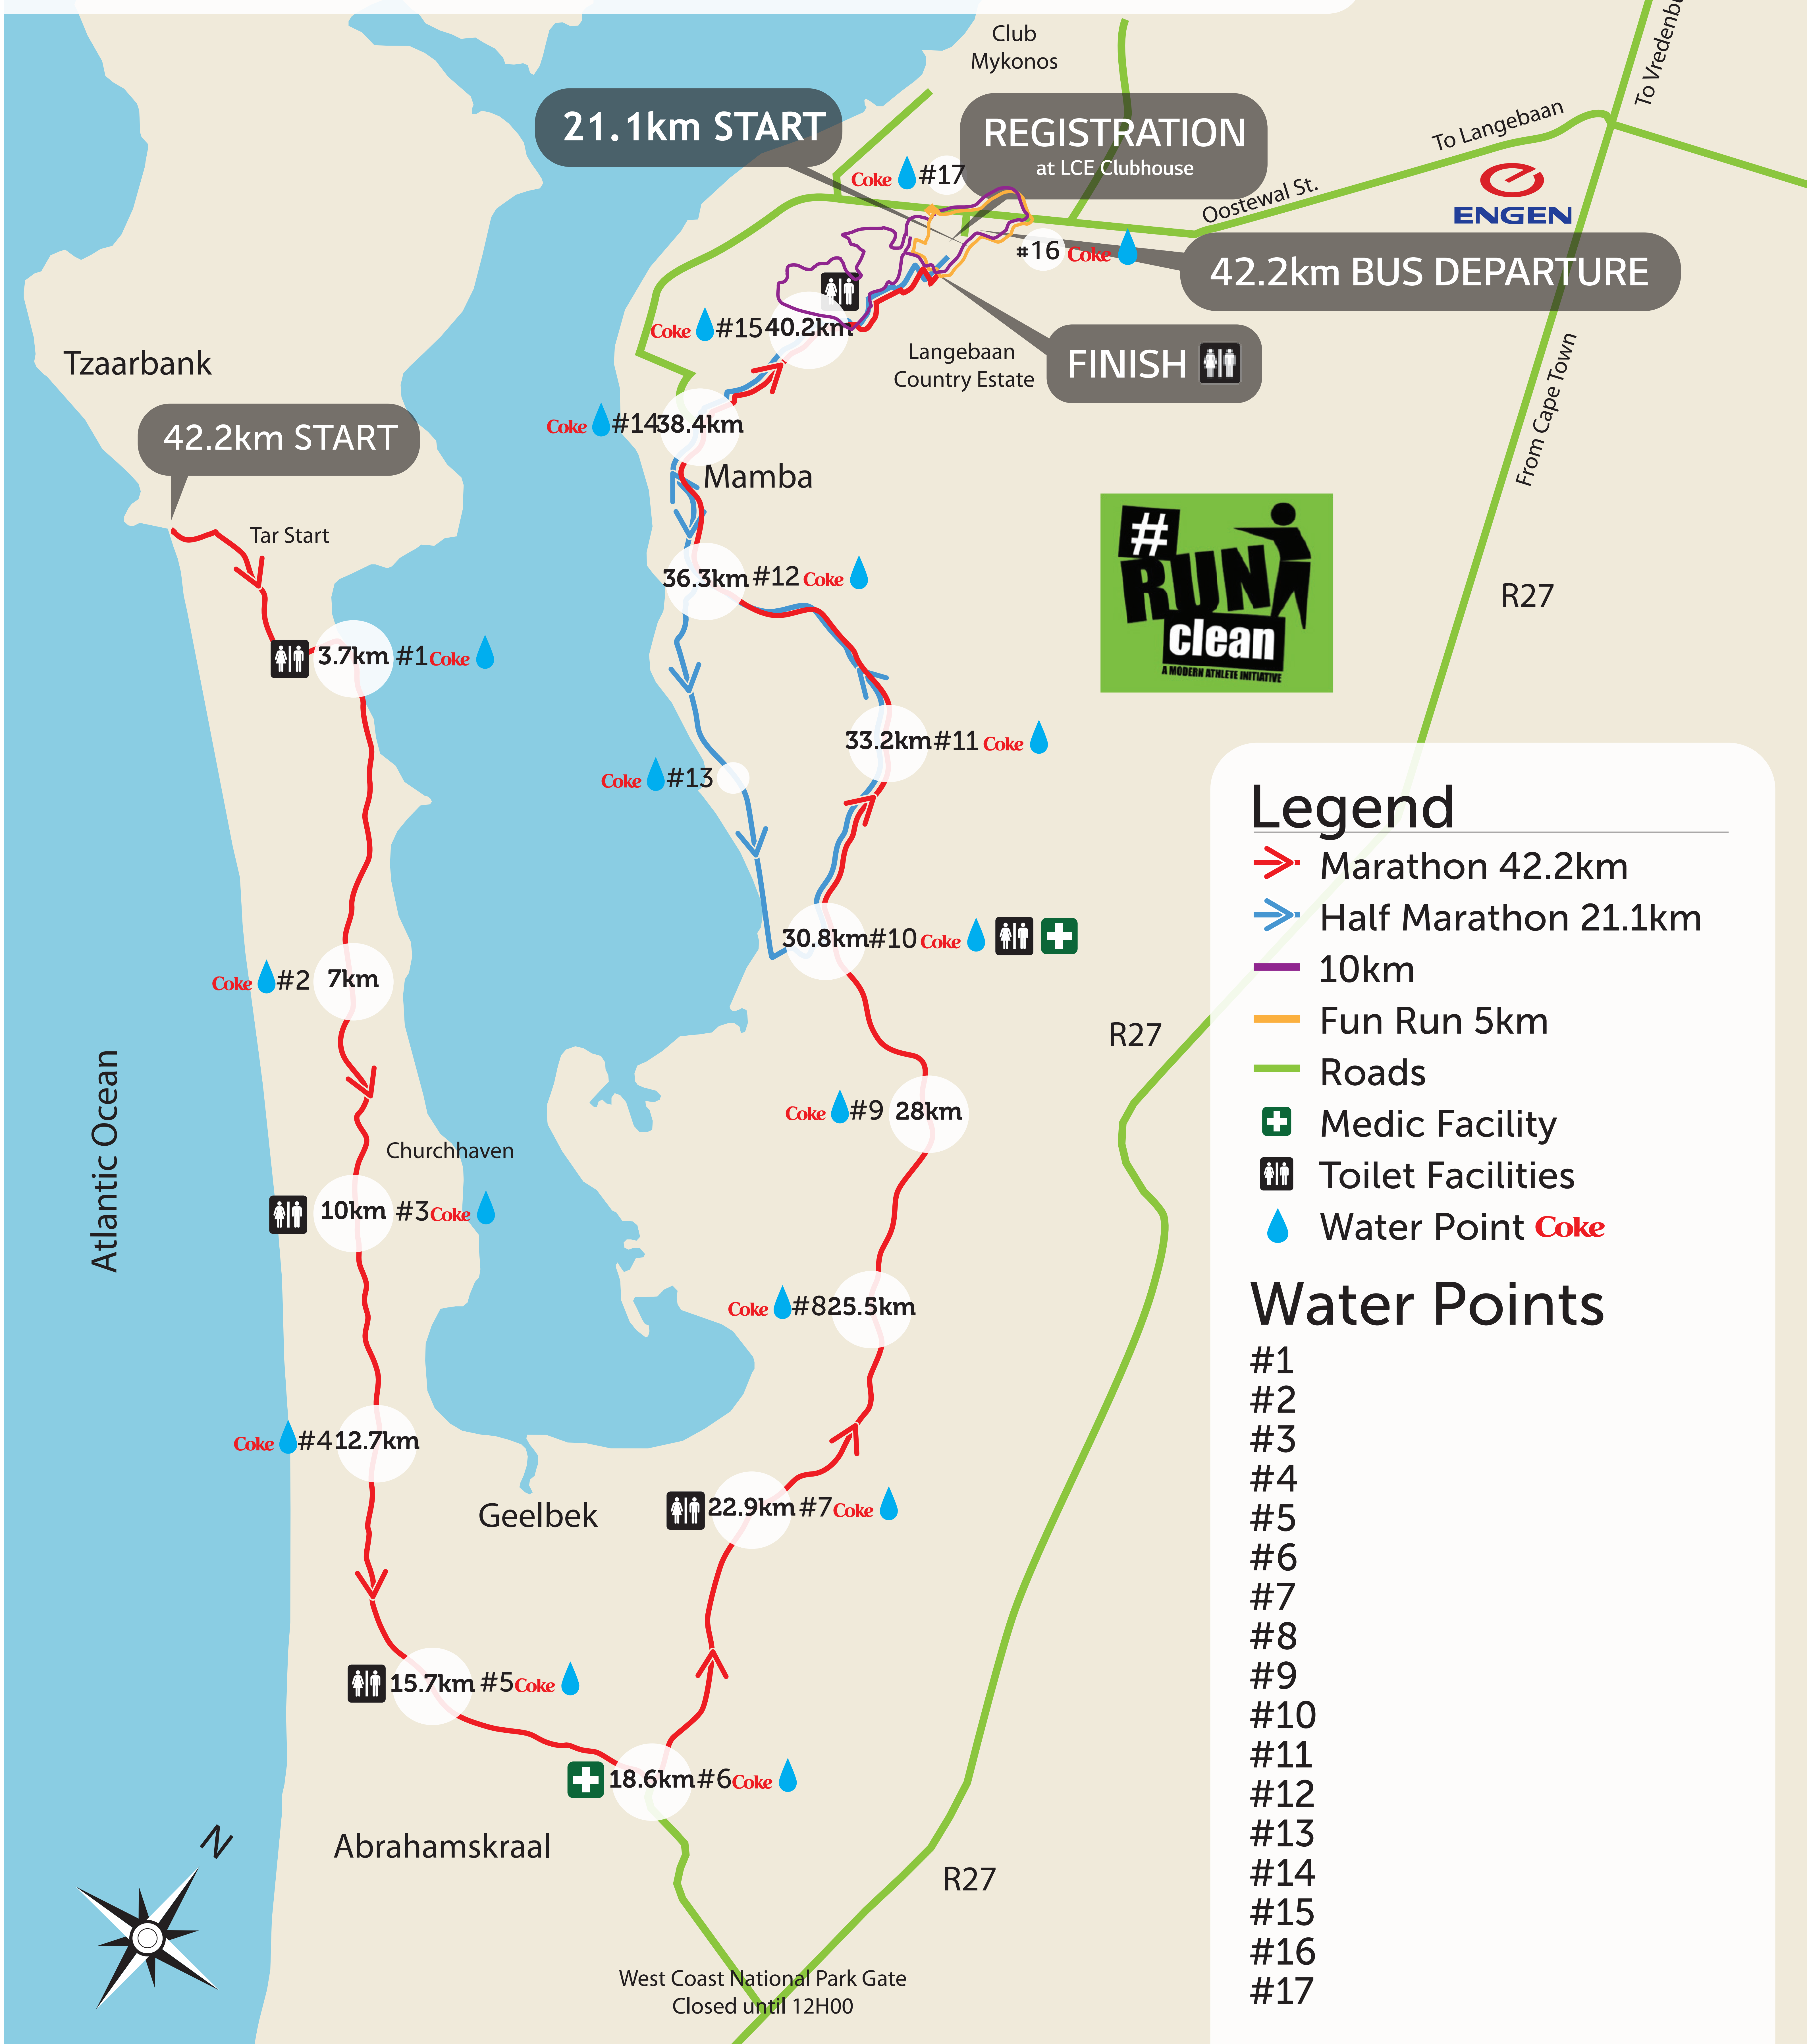 Club
Mykonos
To Vredenbu
21.1km START
REGISTRATION
at LCE Clubhouse
To Langebaan
ENGEN
Coke #17
Oostewal St.
#16 Coke
42.2km BUS DEPARTURE
Coke #15 40.2km
Langebaan
Country Estate
FINISH
From Cape Town
Tzaarbank
42.2km START
Coke #14 38.4km
Mamba
Tar Start
36.3km #12 Coke
#
RUN
clean
A MODERN ATHLETE INITIATIVE
R27
3.7km #1 Coke
33.2km #11 Coke
Coke #13
30.8km #10 Coke
Coke #2 7km
R27
Coke #9 28km
Atlantic Ocean
Churchhaven
10km #3 Coke
Coke #8 25.5km
Coke #4 12.7km
Geelbek
22.9km #7 Coke
15.7km #5 Coke
18.6km #6 Coke
Abrahamskraal
N
R27
West Coast National Park Gate
Closed until 12H00
Legend
Marathon 42.2km
Half Marathon 21.1km
10km
Fun Run 5km
Roads
Medic Facility
Toilet Facilities
Water Point Coke
Water Points
#1
#2
#3
#4
#5
#6
#7
#8
#9
#10
#11
#12
#13
#14
#15
#16
#17